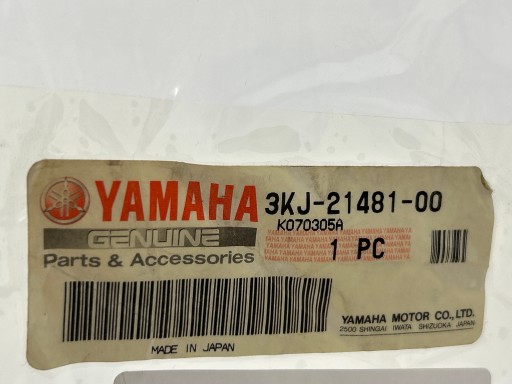 YAMAHA 3KJ-21481-00
K070305A
GENUINE
Parts & Accessories
1 PC
YAMAHA MOTOR CO., LTD.
2500 SHINGAI IWATA SHIZUOKA JAPAN
MADE IN JAPAN